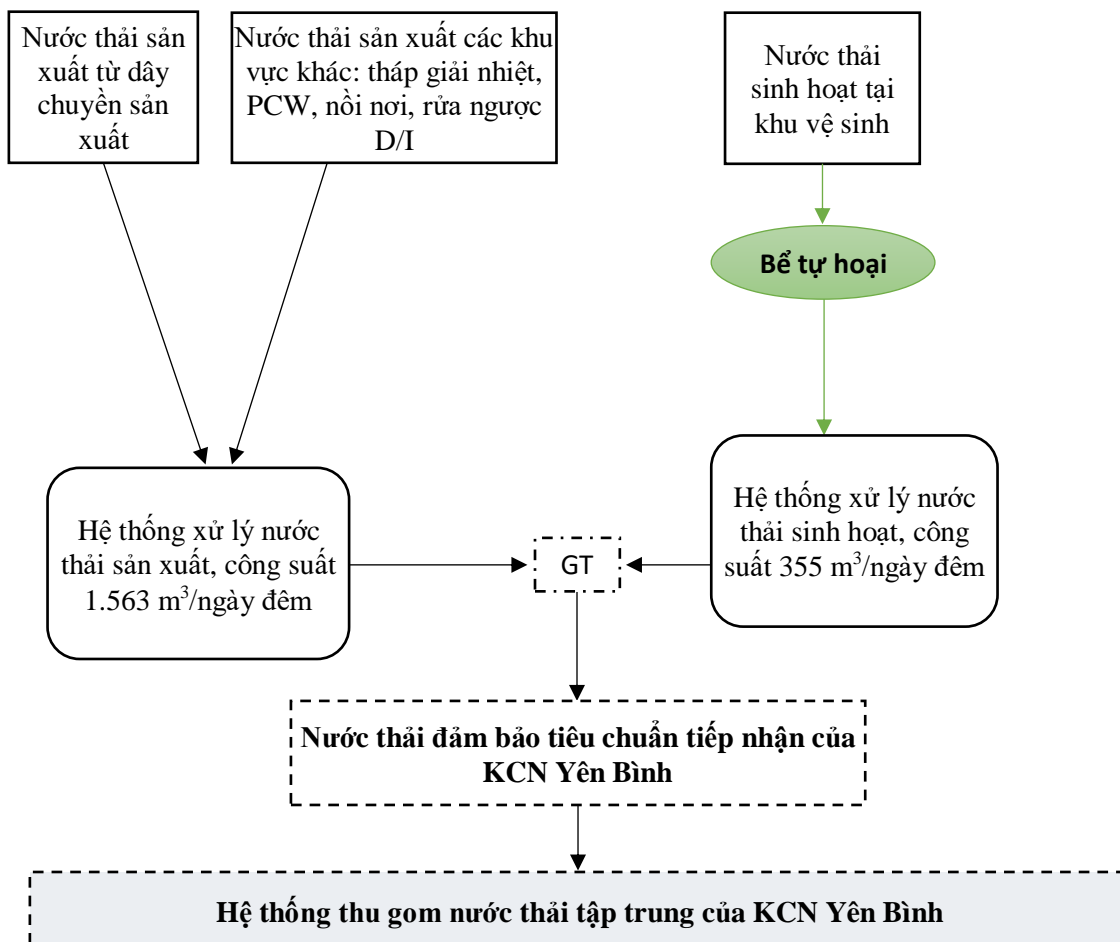 Nước thải sản
xuất từ dây
chuyền sản
xuất
Nước thải sản xuất các khu
vực khác: tháp giải nhiệt,
PCW, nồi nơi, rửa ngược
D/I
Nước thải
sinh hoạt tại
khu vệ sinh
Bể tự hoại
Hệ thống xử lý nước
thải sản xuất, công suất
1.563 m³/ngày đêm
GT
Hệ thống xử lý nước
thải sinh hoạt, công
suất 355 m³/ngày đêm
Nước thải đảm bảo tiêu chuẩn tiếp nhận của
KCN Yên Bình
Hệ thống thu gom nước thải tập trung của KCN Yên Bình